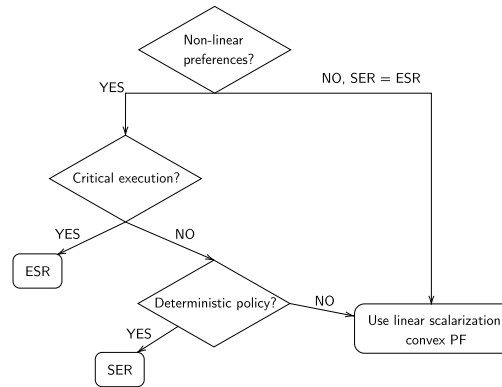 Non-linear
preferences?
YES
NO, SER = ESR
Critical execution?
YES
NO
ESR
Deterministic policy?
NO
YES
Use linear scalarization
convex PF
SER